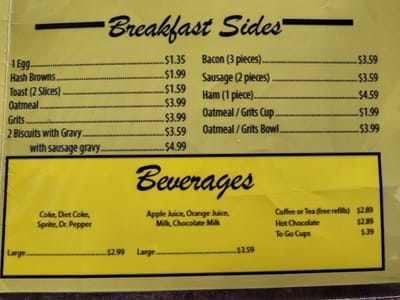 Breakfast Sides
1 Egg $1.35
Hash Browns $1.99
Toast (2 Slices) $1.59
Oatmeal $3.99
Grits $3.99
2 Biscuits with Gravy $3.59
with sausage gravy $4.99
Bacon (3 pieces) $3.59
Sausage (2 pieces) $3.59
Ham (1 piece) $4.59
Oatmeal / Grits Cup $1.99
Oatmeal / Grits Bowl $3.99
Beverages
Coke, Diet Coke,
Sprite, Dr. Pepper
Large $2.99
Apple Juice, Orange Juice,
Milk, Chocolate Milk
Large $3.59
Coffee or Tea (free refills) $2.89
Hot Chocolate $2.89
To Go Cups $.39